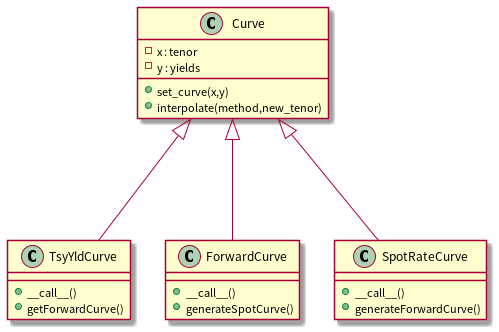 C Curve
x : tenor
y : yields
set_curve(x,y)
interpolate(method,new_tenor)
C TsyYldCurve
__call__()
getForwardCurve()
C ForwardCurve
__call__()
generateSpotCurve()
C SpotRateCurve
__call__()
generateForwardCurve()